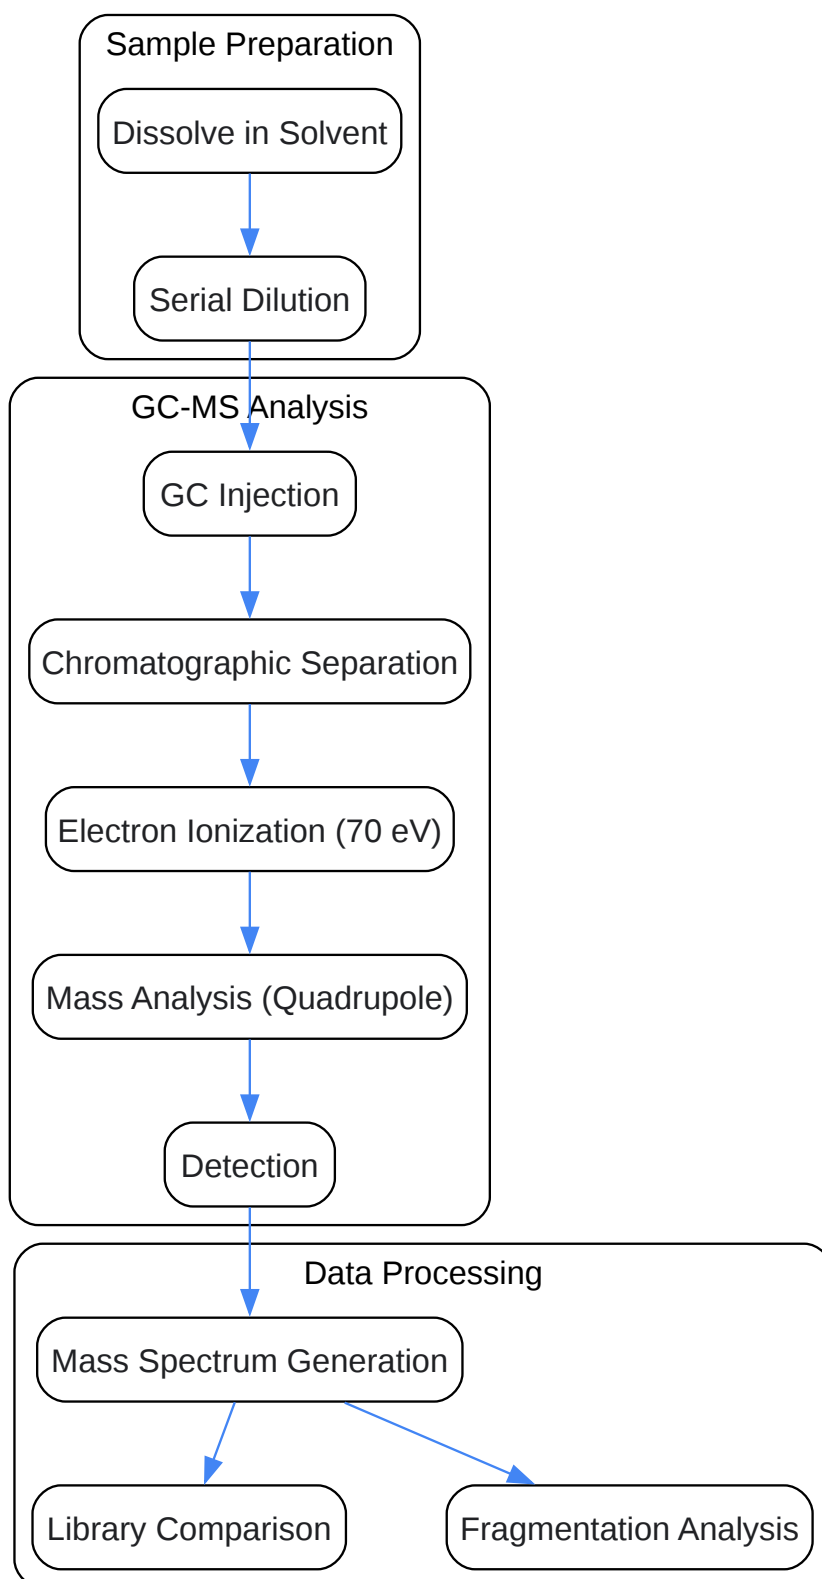 Sample Preparation
Dissolve in Solvent
Serial Dilution
GC-MS Analysis
GC Injection
Chromatographic Separation
Electron Ionization (70 eV)
Mass Analysis (Quadrupole)
Detection
Data Processing
Mass Spectrum Generation
Library Comparison
Fragmentation Analysis